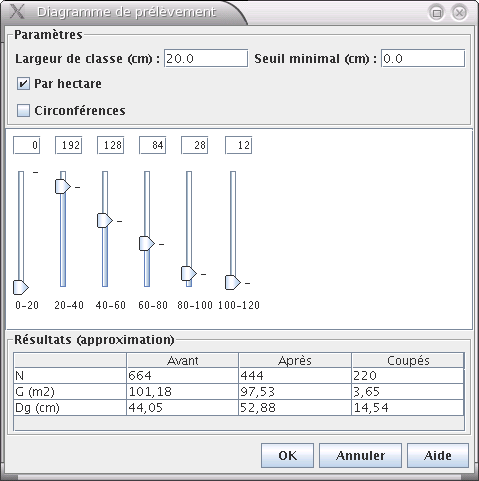 Diagramme de prélèvement
Paramètres
Largeur de classe (cm) : 20.0 Seuil minimal (cm) : 0.0
Par hectare
Circonférences
0 192 128 84 28 12
0-20 20-40 40-60 60-80 80-100 100-120
Résultats (approximation)
Avant Après Coupés
N 664 444 220
G (m2) 101,18 97,53 3,65
Dg (cm) 44,05 52,88 14,54
OK Annuler Aide